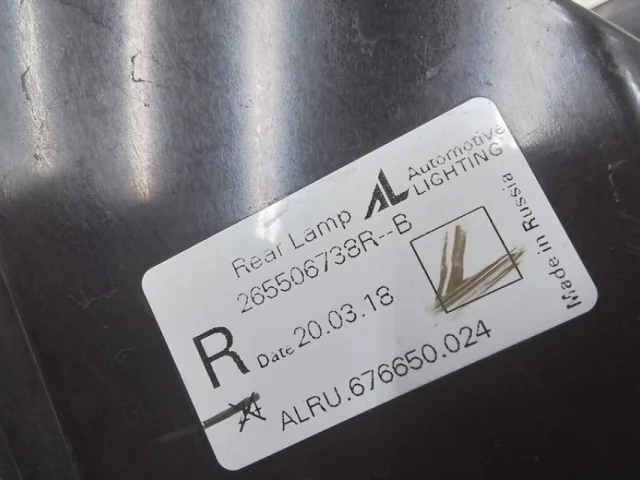 AL Automotive
LIGHTING
Rear Lamp
265506738R--B
R
Date 20.03.18
ALRU.676650.024
Made in Russia